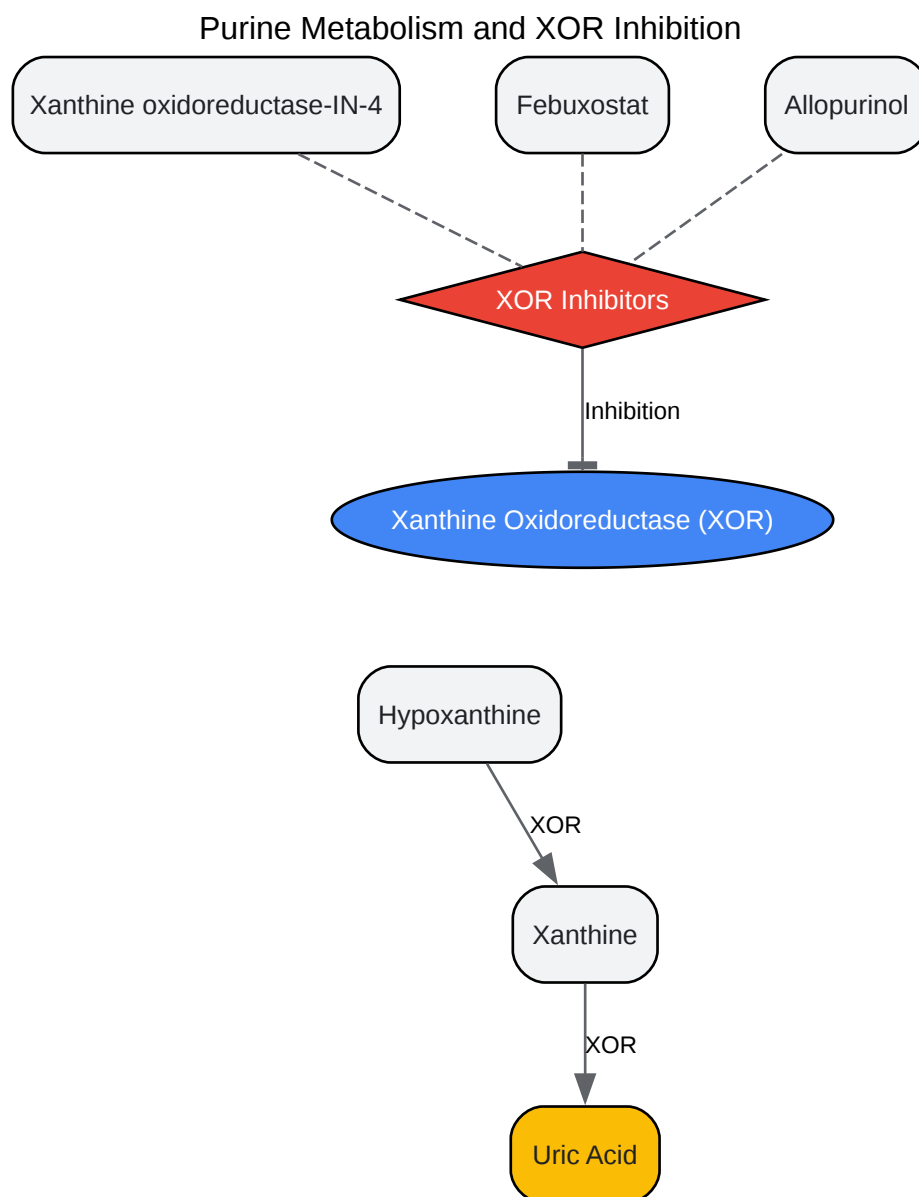 Purine Metabolism and XOR Inhibition
Xanthine oxidoreductase-IN-4
Febuxostat
Allopurinol
XOR Inhibitors
Inhibition
Xanthine Oxidoreductase (XOR)
Hypoxanthine
XOR
Xanthine
XOR
Uric Acid